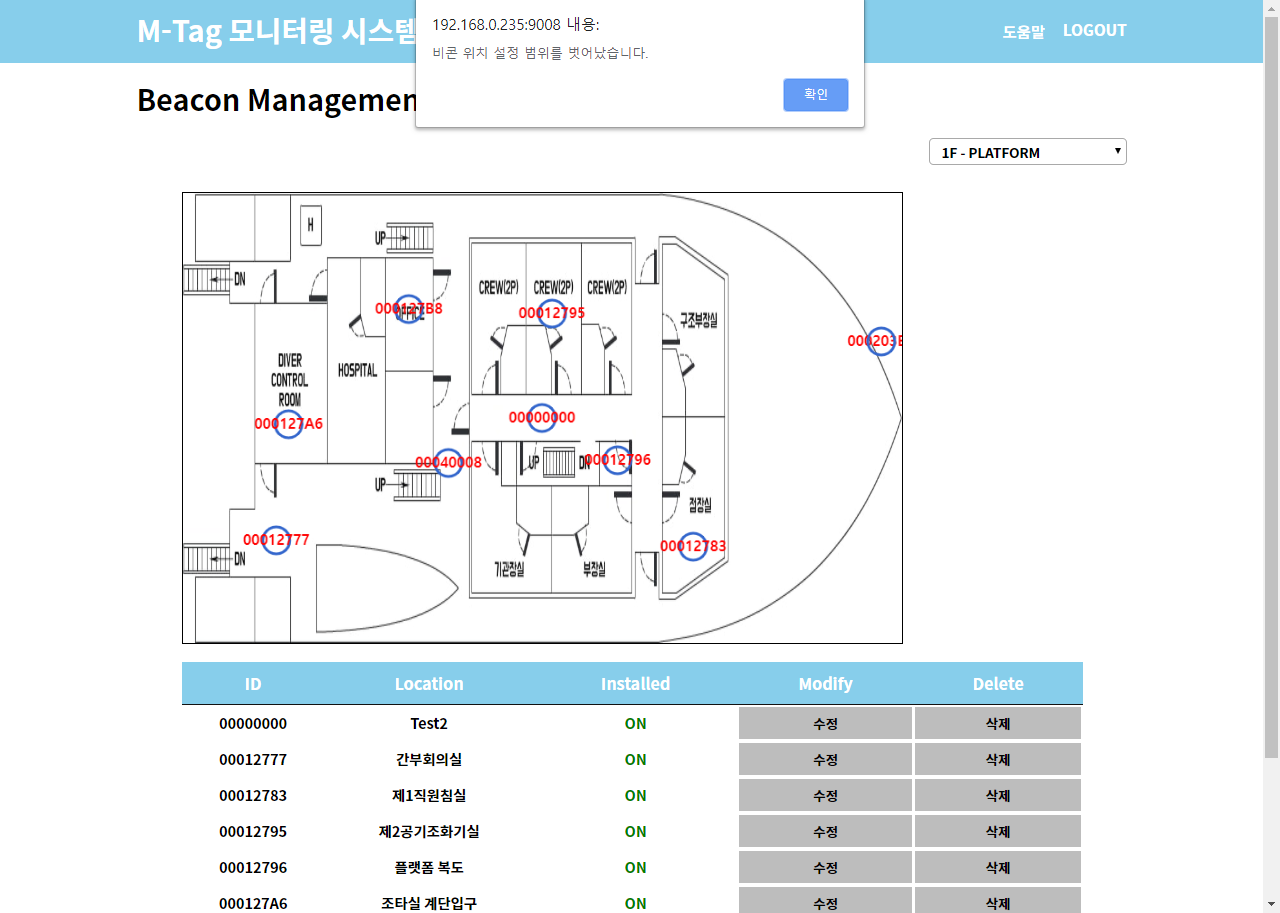 M-Tag 모니터링 시스템
192.168.0.235:9008 내용:
비콘 위치 설정 범위를 벗어났습니다.
확인
도움말 LOGOUT
Beacon Managemen
1F - PLATFORM
H
UP
DN
CREW(2P) CREW(2P) CREW(2P)
000127B8
00012795
구조부장실
000203
HOSPITAL
DIVER
CONTROL
ROOM
000127A6
00000000
00040008
UP
DN
00012796
UP
점장실
00012777
00012783
DN
기관장실
부장실
ID Location Installed Modify Delete
00000000 Test2 ON 수정 삭제
00012777 간부회의실 ON 수정 삭제
00012783 제1직원침실 ON 수정 삭제
00012795 제2공기조화기실 ON 수정 삭제
00012796 플랫폼 복도 ON 수정 삭제
000127A6 조타실 계단입구 ON 수정 삭제